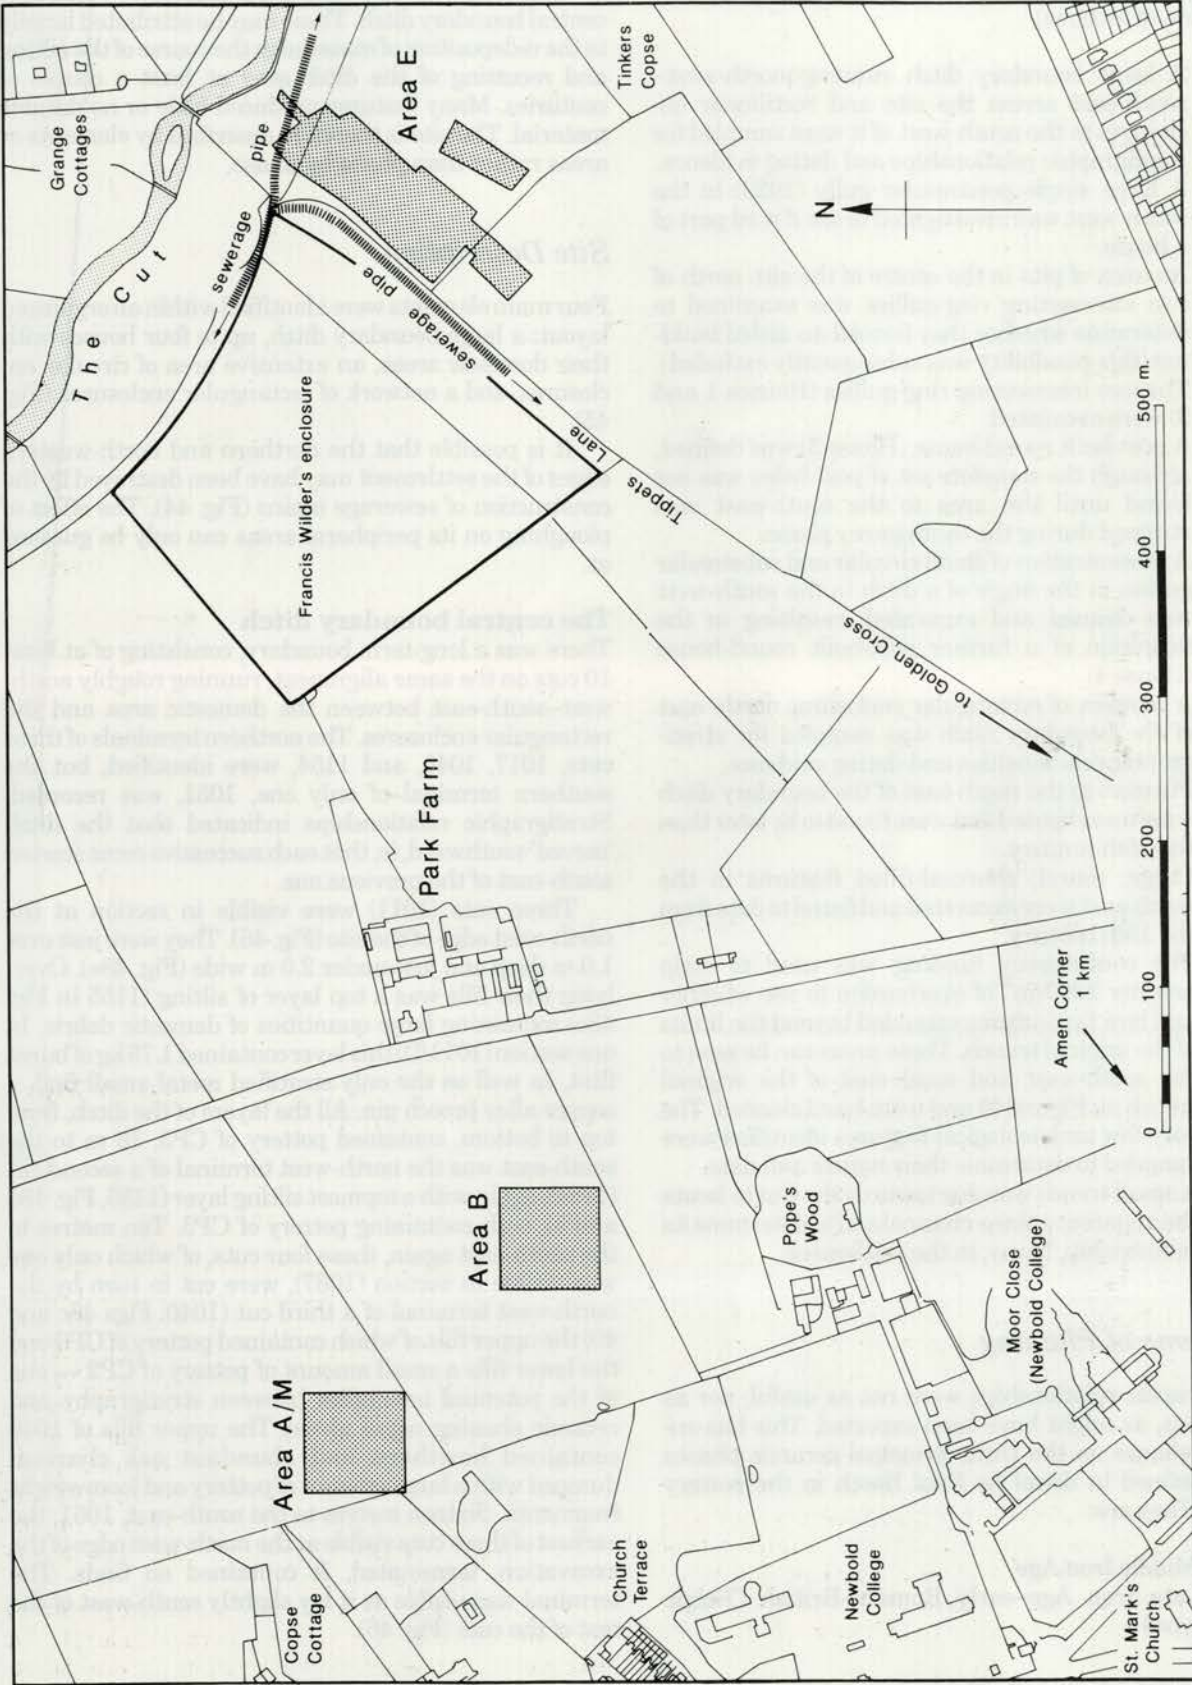 Grange
Cottages
The Cut
sewerage pipe
Area E
Tinkers
Copse
sewerage pipe
N
Francis Wilder's enclosure
Tippets Lane
to Golden Cross
Park Farm
Area B
Area A/M
Copse
Cottage
Church
Terrace
Newbold
College
St. Mark's
Church
Pope's
Wood
Moor Close
(Newbold College)
Amen Corner
1 km
0 100 200 300 400 500 m.